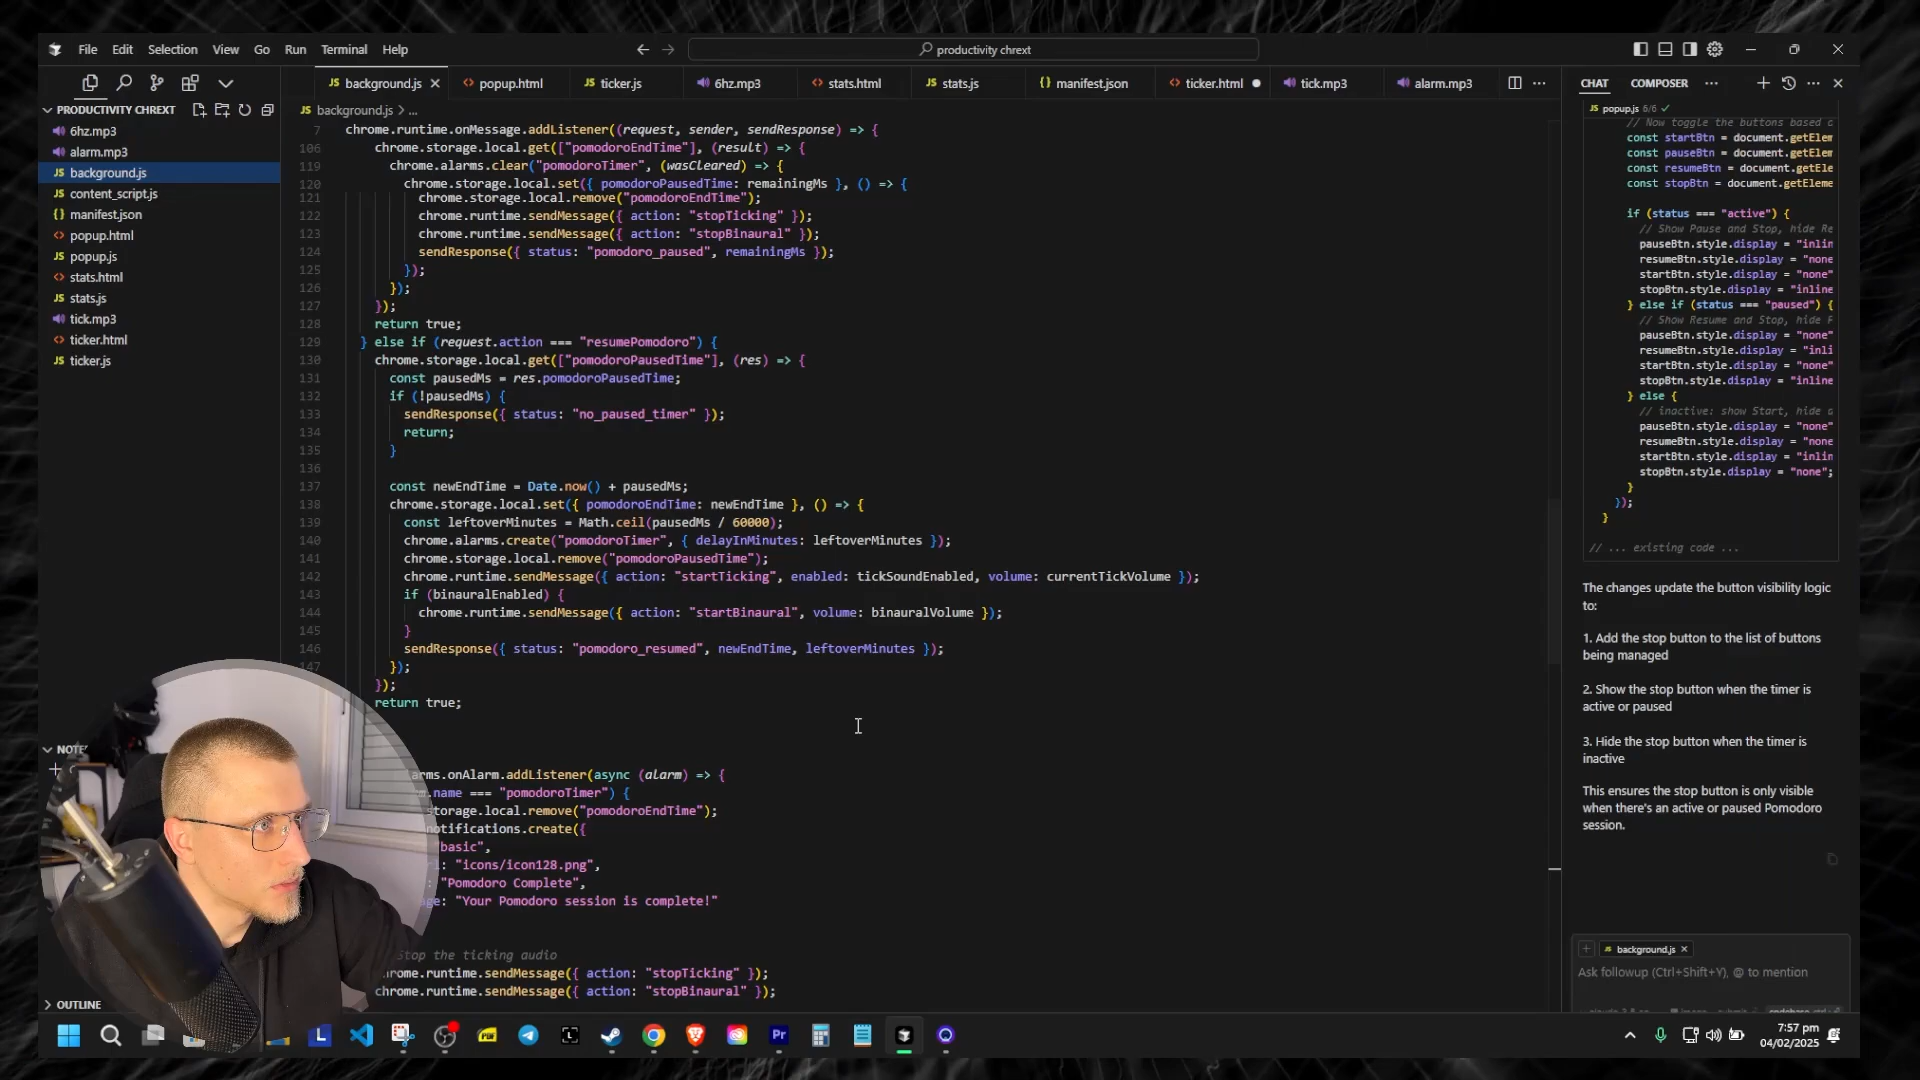 File Edit Selection View Go Run Terminal Help
productivity chrext
background.js
popup.html
ticker.js
6hz.mp3
stats.html
stats.js
manifest.json
ticker.html
tick.mp3
alarm.mp3
CHAT COMPOSER
PRODUCTIVITY CHREXT
6hz.mp3
alarm.mp3
background.js
content_script.js
manifest.json
popup.html
popup.js
stats.html
stats.js
tick.mp3
ticker.html
ticker.js
OUTLINE
background.js > ...
7 chrome.runtime.onMessage.addListener((request, sender, sendResponse) => {
106 chrome.storage.local.get(["pomodoroEndTime"], (result) => {
119 chrome.alarms.clear("pomodoroTimer", (wasCleared) => {
120 chrome.storage.local.set({ pomodoroPausedTime: remainingMs }, () => {
121 chrome.storage.local.remove("pomodoroEndTime");
122 chrome.runtime.sendMessage({ action: "stopTicking" });
123 chrome.runtime.sendMessage({ action: "stopBinaural" });
124 sendResponse({ status: "pomodoro_paused", remainingMs });
125 });
126 });
127 });
128 return true;
129 } else if (request.action === "resumePomodoro") {
130 chrome.storage.local.get(["pomodoroPausedTime"], (res) => {
131 const pausedMs = res.pomodoroPausedTime;
132 if (!pausedMs) {
133 sendResponse({ status: "no_paused_timer" });
134 return;
135 }
136
137 const newEndTime = Date.now() + pausedMs;
138 chrome.storage.local.set({ pomodoroEndTime: newEndTime }, () => {
139 const leftoverMinutes = Math.ceil(pausedMs / 60000);
140 chrome.alarms.create("pomodoroTimer", { delayInMinutes: leftoverMinutes });
141 chrome.storage.local.remove("pomodoroPausedTime");
142 chrome.runtime.sendMessage({ action: "startTicking", enabled: tickSoundEnabled, volume: currentTickVolume });
143 if (binauralEnabled) {
144 chrome.runtime.sendMessage({ action: "startBinaural", volume: binauralVolume });
145 }
146 sendResponse({ status: "pomodoro_resumed", newEndTime, leftoverMinutes });
147 });
});
return true;
arms.onAlarm.addListener(async (alarm) => {
.name === "pomodoroTimer") {
storage.local.remove("pomodoroEndTime");
notifications.create({
basic",
: "icons/icon128.png",
: "Pomodoro Complete",
ge: "Your Pomodoro session is complete!"
Stop the ticking audio
chrome.runtime.sendMessage({ action: "stopTicking" });
chrome.runtime.sendMessage({ action: "stopBinaural" });
popup.js 6/6
// Now toggle the buttons based
const startBtn = document.getElem
const pauseBtn = document.getElem
const resumeBtn = document.getEleme
const stopBtn = document.getEleme
if (status === "active") {
// Show Pause and Stop, hide Re
pauseBtn.style.display = "inlin
resumeBtn.style.display = "none
startBtn.style.display = "none"
stopBtn.style.display = "inline
} else if (status === "paused") {
// Show Resume and Stop, hide P
pauseBtn.style.display = "none"
resumeBtn.style.display = "inli
startBtn.style.display = "none"
stopBtn.style.display = "inline
} else {
// inactive: show Start, hide
pauseBtn.style.display = "none"
resumeBtn.style.display = "none
startBtn.style.display = "inlin
stopBtn.style.display = "none";
}
});
}
// ... existing code ...
The changes update the button visibility logic
to:
1. Add the stop button to the list of buttons
being managed
2. Show the stop button when the timer is
active or paused
3. Hide the stop button when the timer is
inactive
This ensures the stop button is only visible
when there's an active or paused Pomodoro
session.
background.js
Ask followup (Ctrl+Shift+Y), @ to mention
7:57 pm
04/02/2025